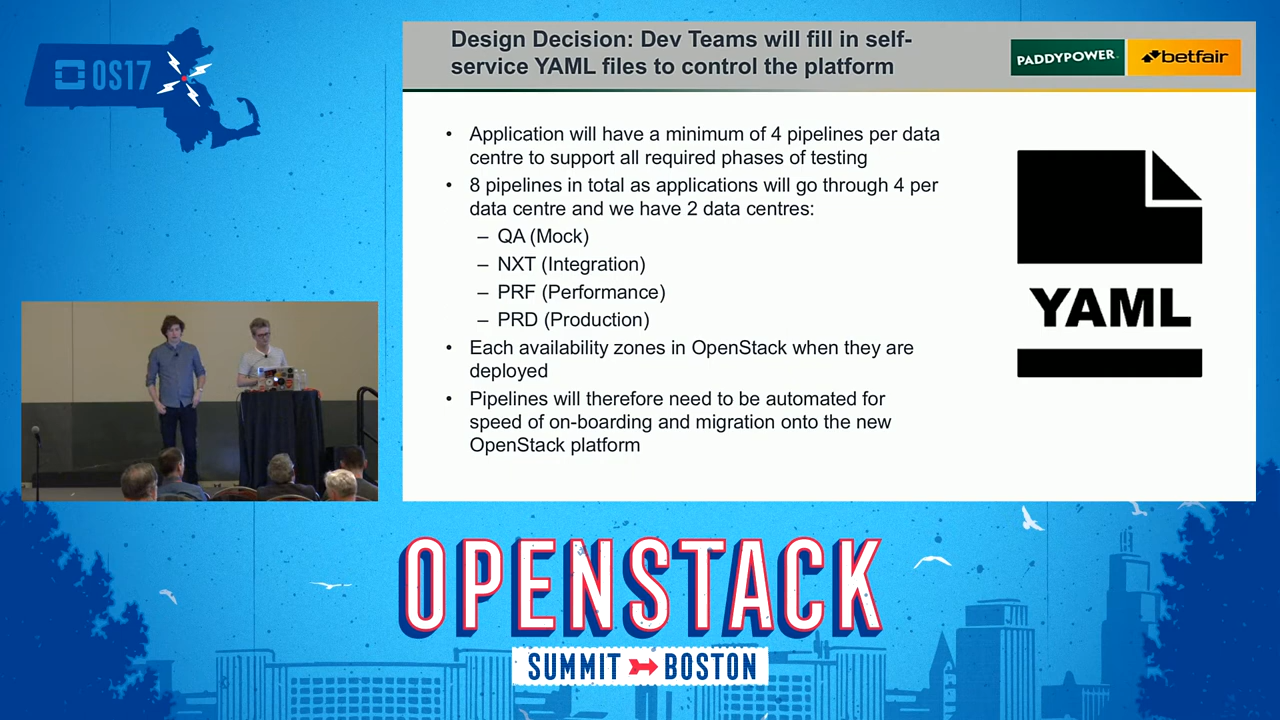 OS17
Design Decision: Dev Teams will fill in self-
service YAML files to control the platform
PADDYPOWER.
betfair
• Application will have a minimum of 4 pipelines per data
centre to support all required phases of testing
• 8 pipelines in total as applications will go through 4 per
data centre and we have 2 data centres:
– QA (Mock)
– NXT (Integration)
– PRF (Performance)
– PRD (Production)
• Each availability zones in OpenStack when they are
deployed
• Pipelines will therefore need to be automated for
speed of on-boarding and migration onto the new
OpenStack platform
YAML
OPENSTACK
SUMMIT BOSTON